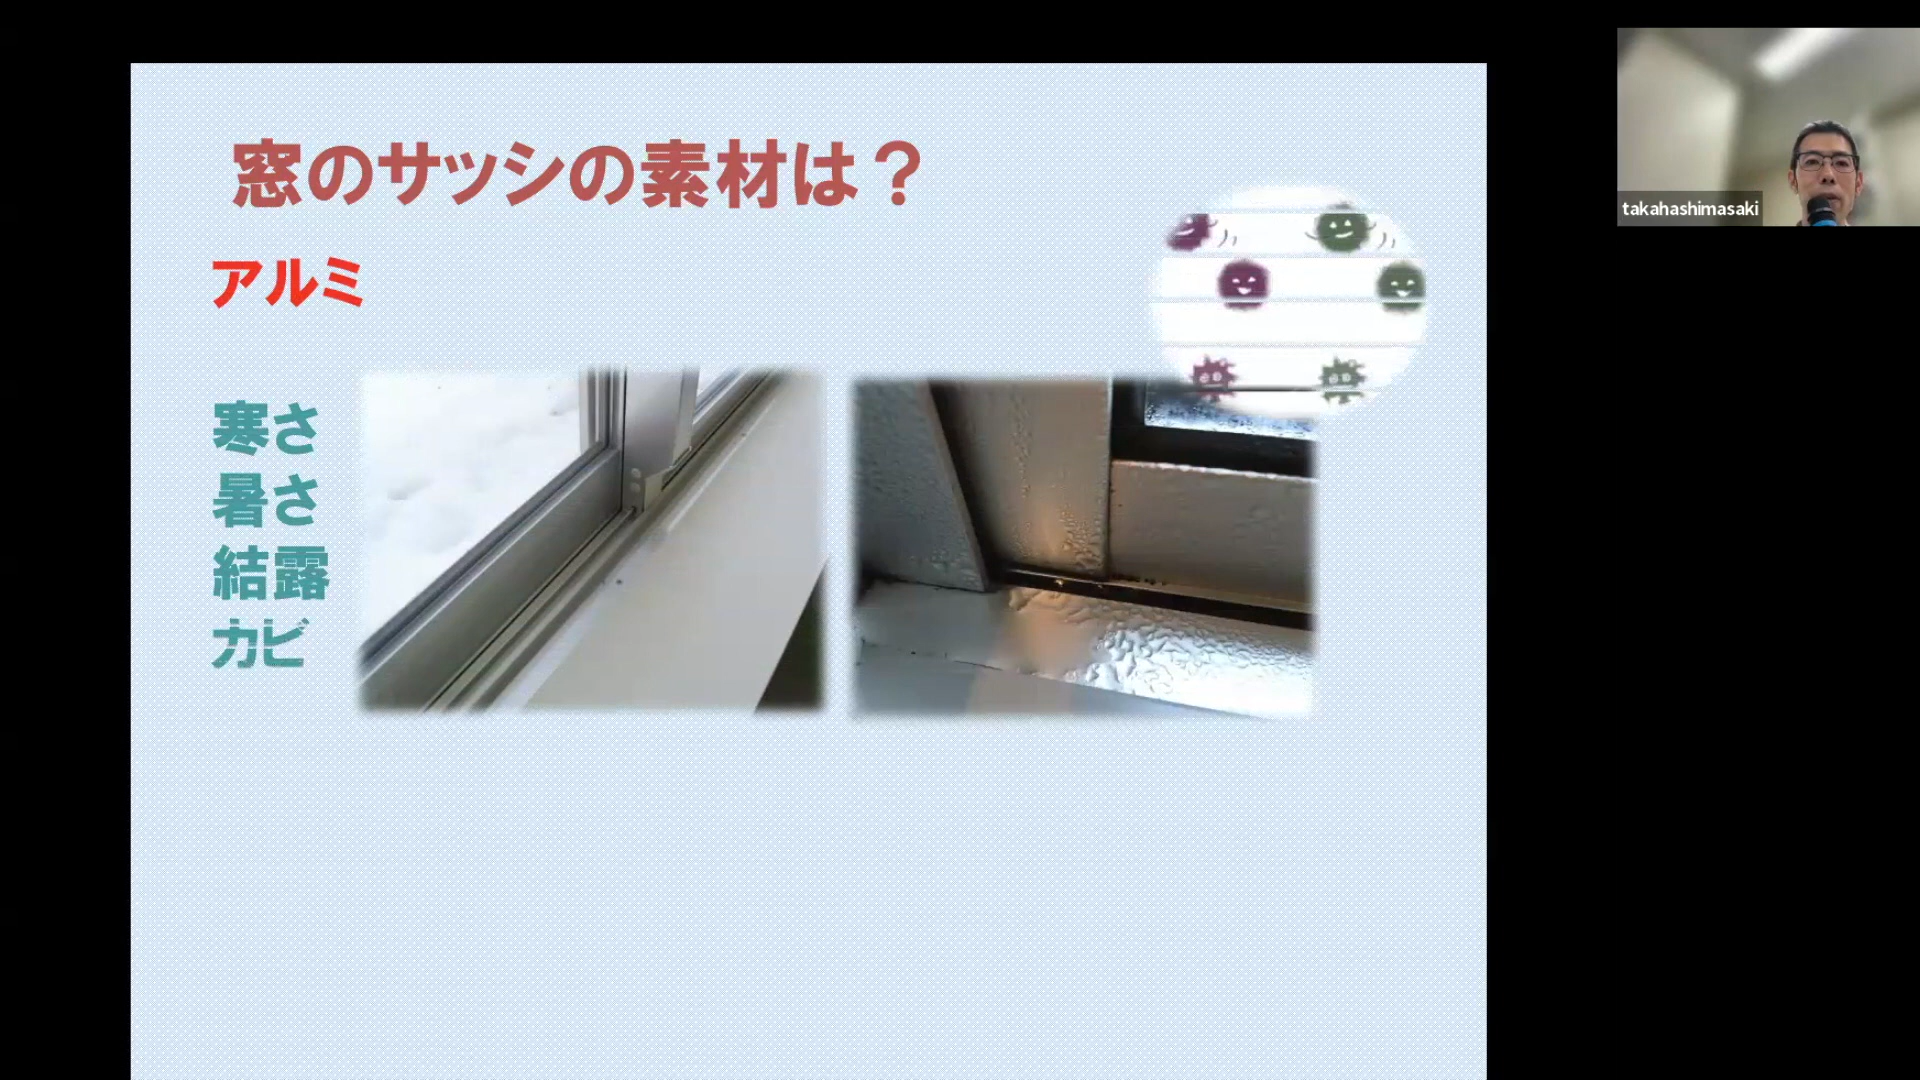 窓のサッシの素材は？
アルミ
寒さ
暑さ
結露
カビ
takahashimasaki